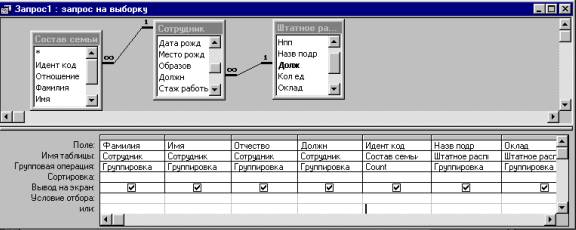 Запрос1 : запрос на выборку
Состав семьи
*
Идент код
Отношение
Фамилия
Имя
1
∞
Сотрудник
Дата рожд
Место рожд
Образов
Должн
Стаж работь
∞
1
Штатное ра...
Нпп
Назв подр
Долж
Кол ед
Оклад
Поле: Фамилия Имя Отчество Должн Идент код Назв подр Оклад
Имя таблицы: Сотрудник Сотрудник Сотрудник Сотрудник Состав семьи Штатное распи Штатное расп
Групповая операция: Группировка Группировка Группировка Группировка Count Группировка Группировка
Сортировка:
Вывод на экран:
Условие отбора:
или: